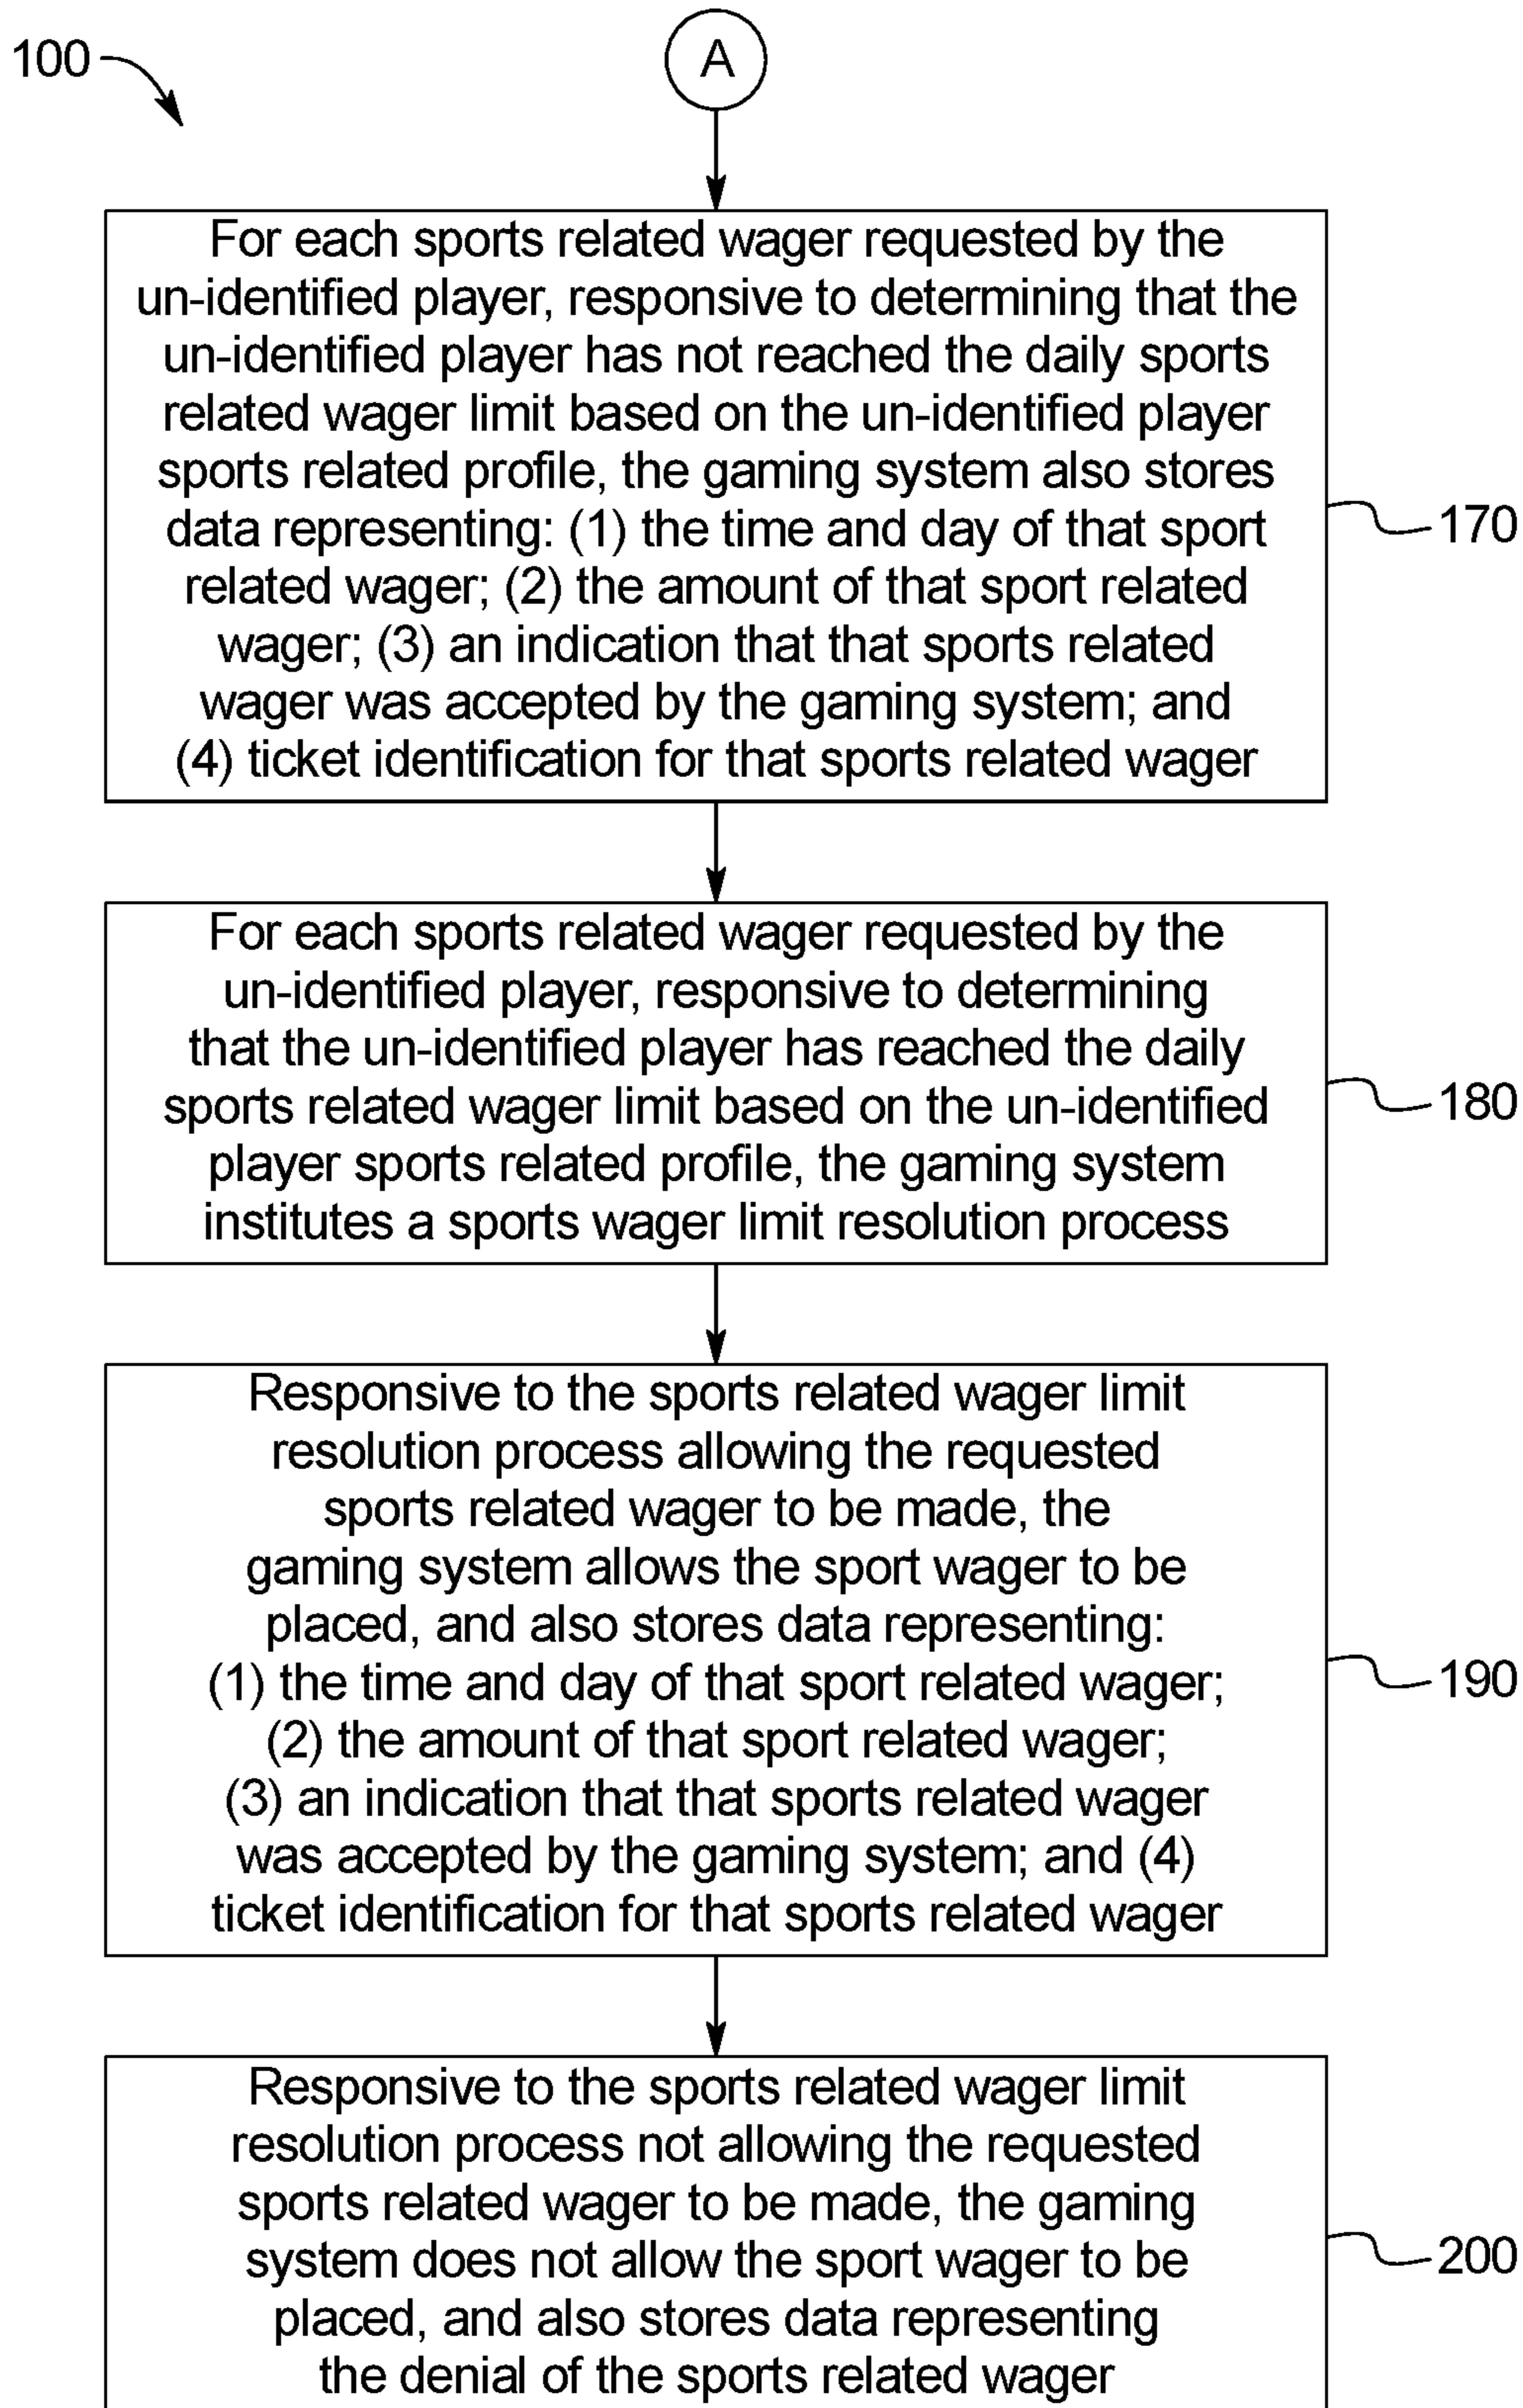 100
A
For each sports related wager requested by the
un-identified player, responsive to determining that the
un-identified player has not reached the daily sports
related wager limit based on the un-identified player
sports related profile, the gaming system also stores
data representing: (1) the time and day of that sport
related wager; (2) the amount of that sport related
wager; (3) an indication that that sports related
wager was accepted by the gaming system; and
(4) ticket identification for that sports related wager
170
For each sports related wager requested by the
un-identified player, responsive to determining
that the un-identified player has reached the daily
sports related wager limit based on the un-identified
player sports related profile, the gaming system
institutes a sports wager limit resolution process
180
Responsive to the sports related wager limit
resolution process allowing the requested
sports related wager to be made, the
gaming system allows the sport wager to be
placed, and also stores data representing:
(1) the time and day of that sport related wager;
(2) the amount of that sport related wager;
(3) an indication that that sports related wager
was accepted by the gaming system; and (4)
ticket identification for that sports related wager
190
Responsive to the sports related wager limit
resolution process not allowing the requested
sports related wager to be made, the gaming
system does not allow the sport wager to be
placed, and also stores data representing
the denial of the sports related wager
200